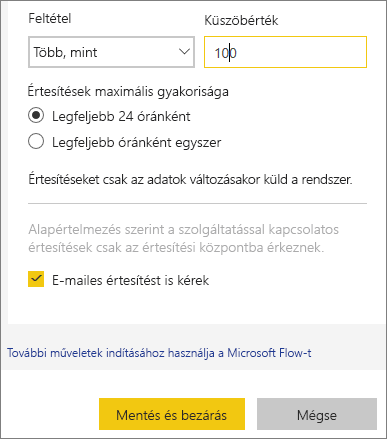 Feltétel Küszöbérték
Több, mint 100
Értesítések maximális gyakorisága
Legfeljebb 24 óránként
Legfeljebb óránként egyszer
Értesítéseket csak az adatok változásakor küld a rendszer.
Alapértelmezés szerint a szolgáltatással kapcsolatos
értesítések csak az értesítési központba érkeznek.
E-mailes értesítést is kérek
További műveletek indításához használja a Microsoft Flow-t
Mentés és bezárás Mégse